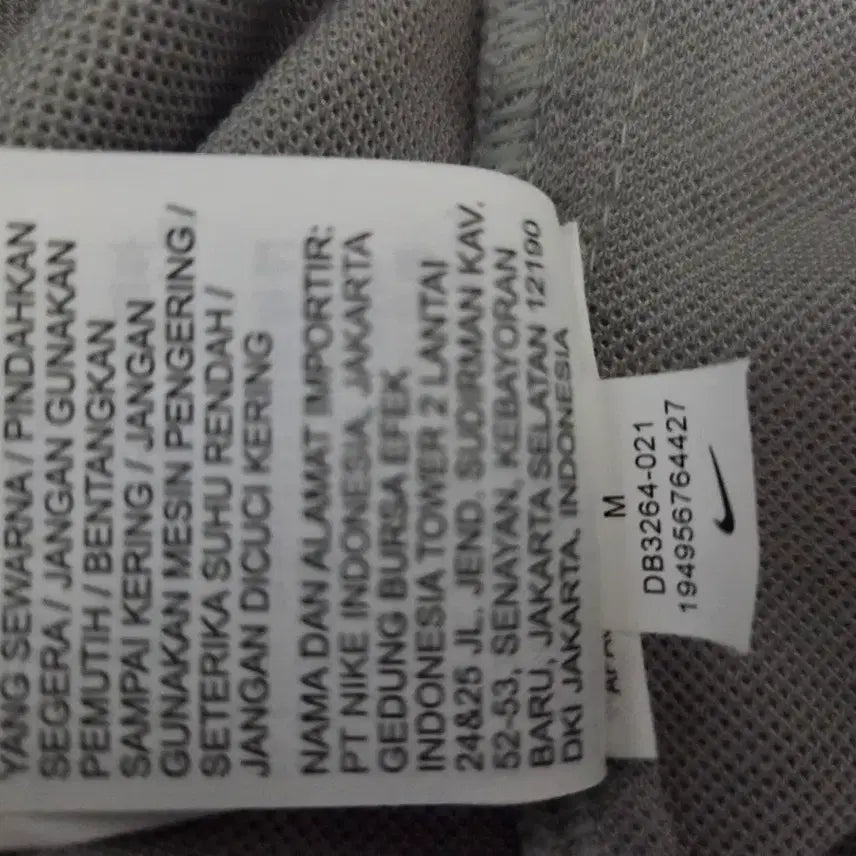 YANG SEWARNA / PINDAHKAN
SEGERA / JANGAN GUNAKAN
PEMUTIH / BENTANGKAN
SAMPAI KERING / JANGAN
GUNAKAN MESIN PENGERING /
SETERIKA SUHU RENDAH /
JANGAN DICUCI KERING
NAMA DAN ALAMAT IMPORTIR:
PT NIKE INDONESIA, JAKARTA
GEDUNG BURSA EFEK
INDONESIA TOWER 2 LANTAI
24&25 JL. JEND. SUDIRMAN KAV.
52-53, SENAYAN, KEBAYORAN
BARU, JAKARTA SELATAN 12190
DKI JAKARTA, INDONESIA
M
DB3264-021
194956764427